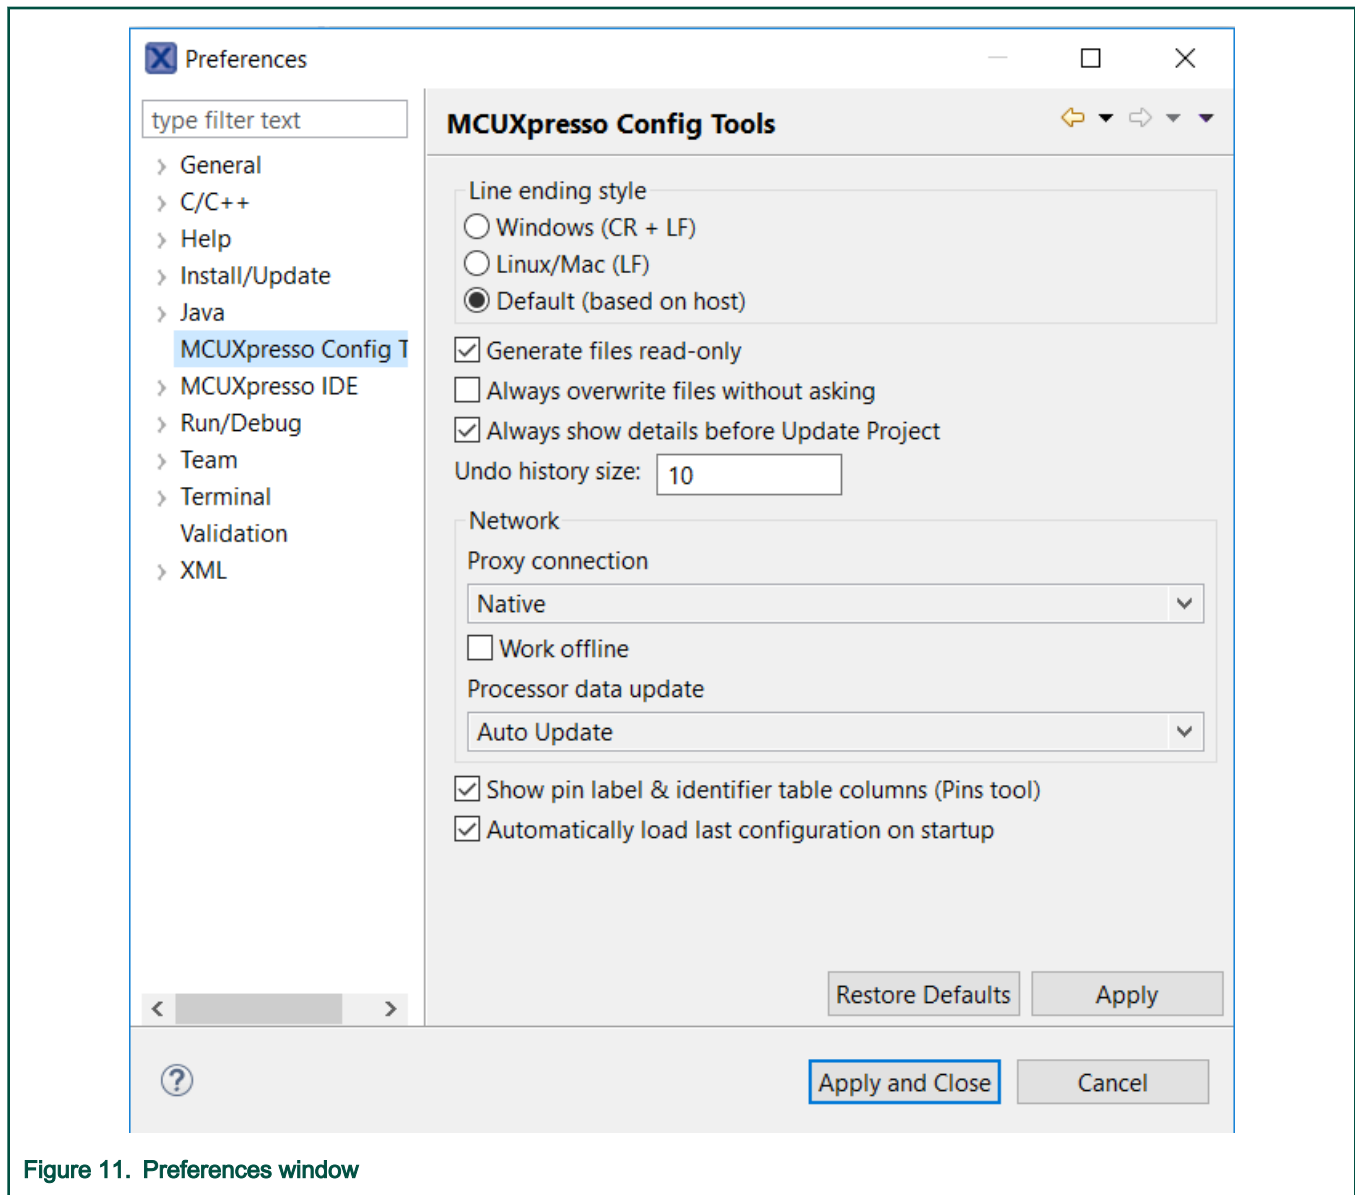 Preferences
type filter text
General
C/C++
Help
Install/Update
Java
MCUXpresso Config T
MCUXpresso IDE
Run/Debug
Team
Terminal
Validation
XML
MCUXpresso Config Tools
Line ending style
Windows (CR + LF)
Linux/Mac (LF)
Default (based on host)
Generate files read-only
Always overwrite files without asking
Always show details before Update Project
Undo history size: 10
Network
Proxy connection
Native
Work offline
Processor data update
Auto Update
Show pin label & identifier table columns (Pins tool)
Automatically load last configuration on startup
Restore Defaults Apply
Apply and Close Cancel
Figure 11. Preferences window